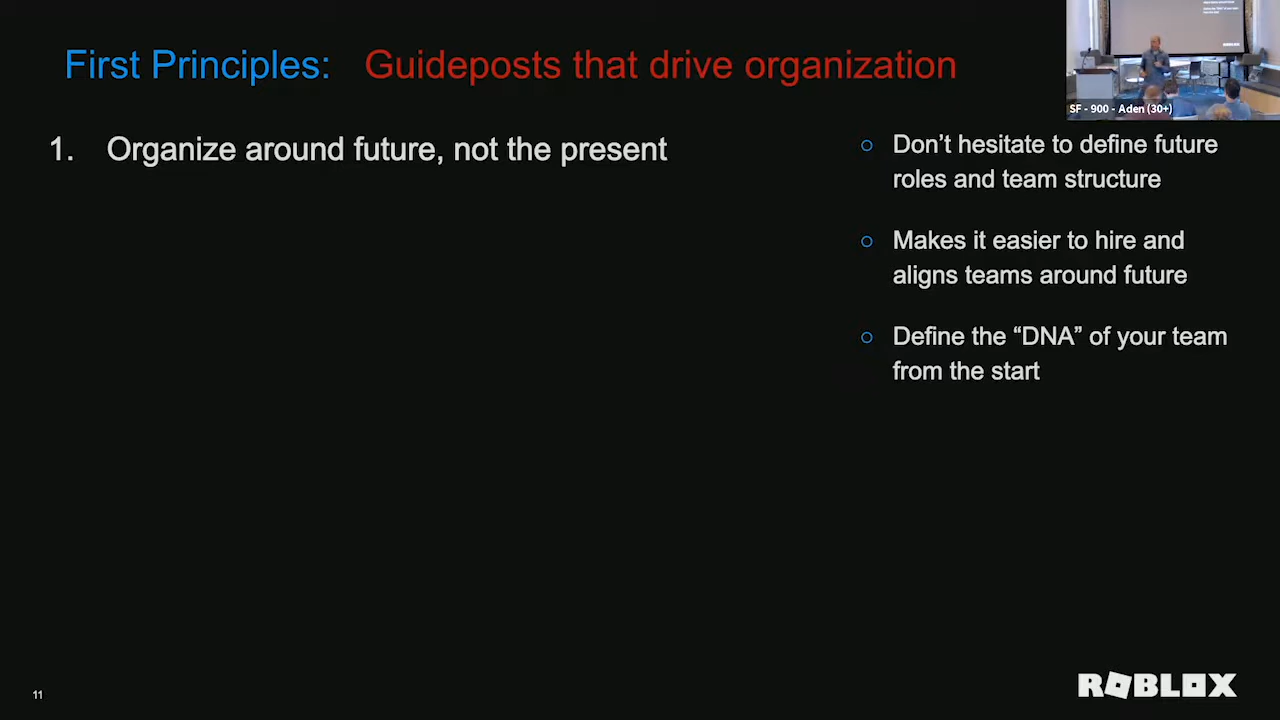 First Principles: Guideposts that drive organization
1. Organize around future, not the present
Don't hesitate to define future
roles and team structure
Makes it easier to hire and
aligns teams around future
Define the “DNA” of your team
from the start
SF - 900 - Aden (30+)
11
ROBLOX